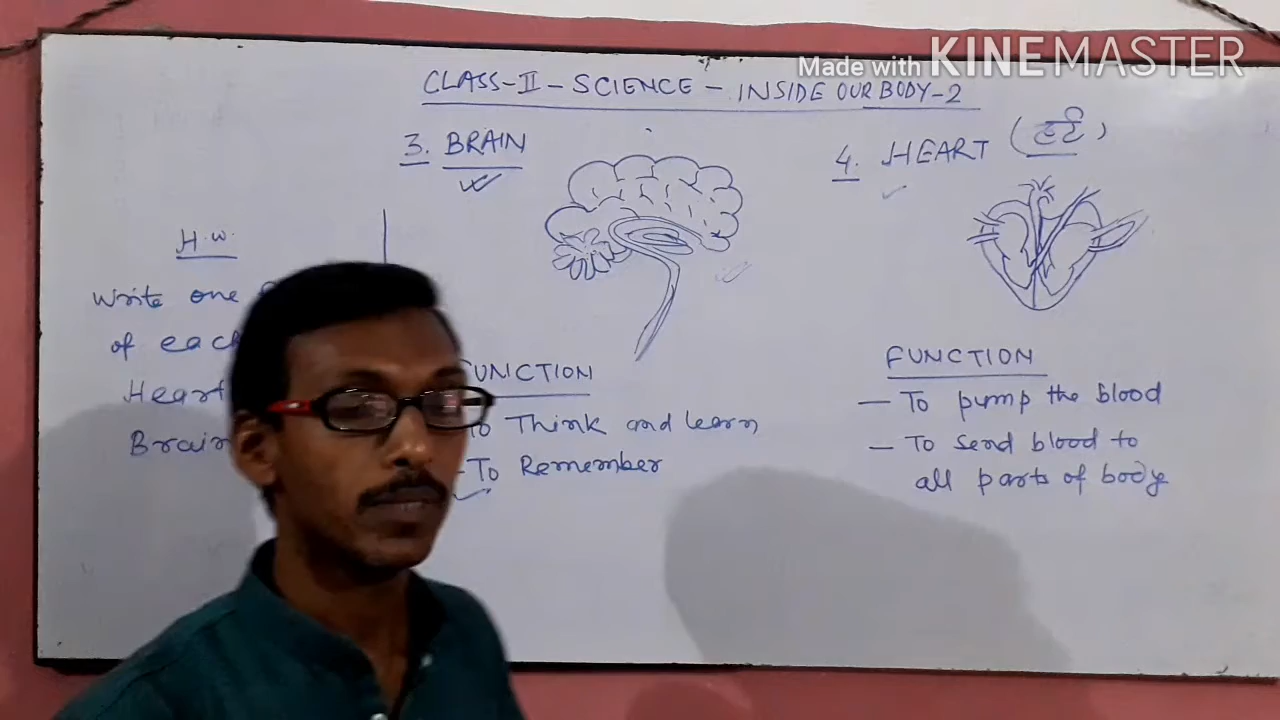 Made with KINEMASTER
CLASS-II - SCIENCE - INSIDE OUR BODY-2
3. BRAIN
4. HEART (हर्ट)
H.W.
Write one
of each
Heart
Brain
FUNCTION
To Think and learn
- To Remember
FUNCTION
- To pump the blood
- To send blood to
all parts of body